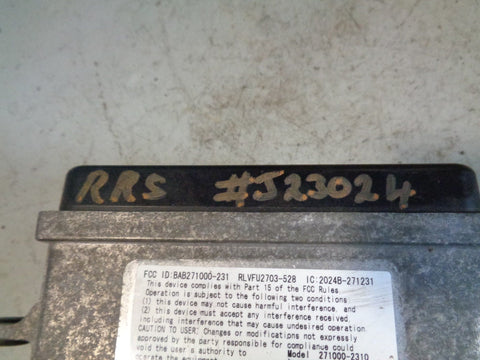 RRS #J23024
FCC ID:BAB271000-231 RLVFU2703-528 IC:2024B-271231
This device complies with Part 15 of the FCC Rules
Operation is subject to the following two conditions
(1) this device may not cause harmful interference, and
(2) this device must accept any interference received,
including interference that may cause undesired operation.
CAUTION TO USER: Changes or modifications not expressly
approved by the party responsible for compliance could
void the user's authority to Model 271000-2310
operate the equipment